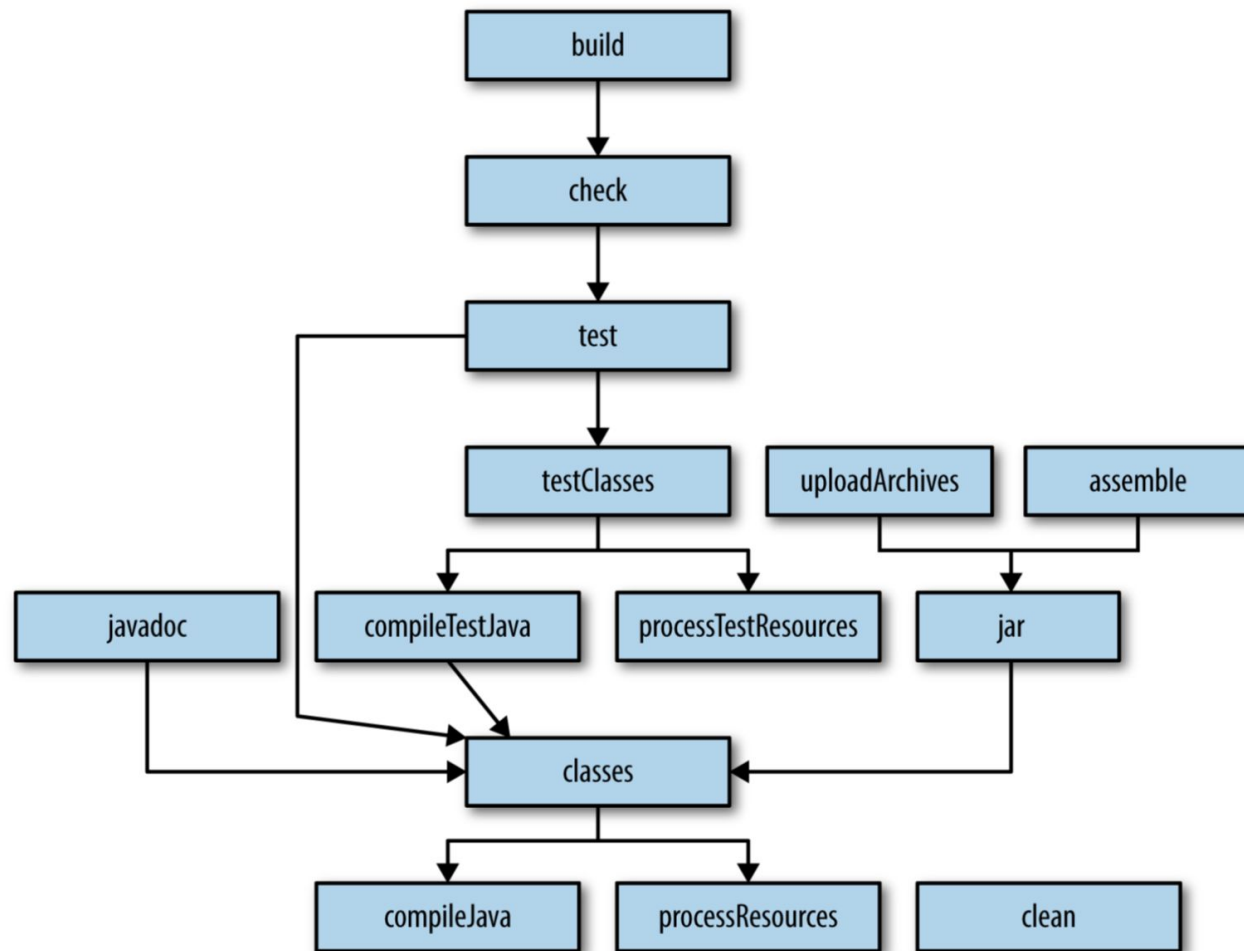 build
check
test
testClasses
uploadArchives
assemble
javadoc
compileTestJava
processTestResources
jar
classes
compileJava
processResources
clean